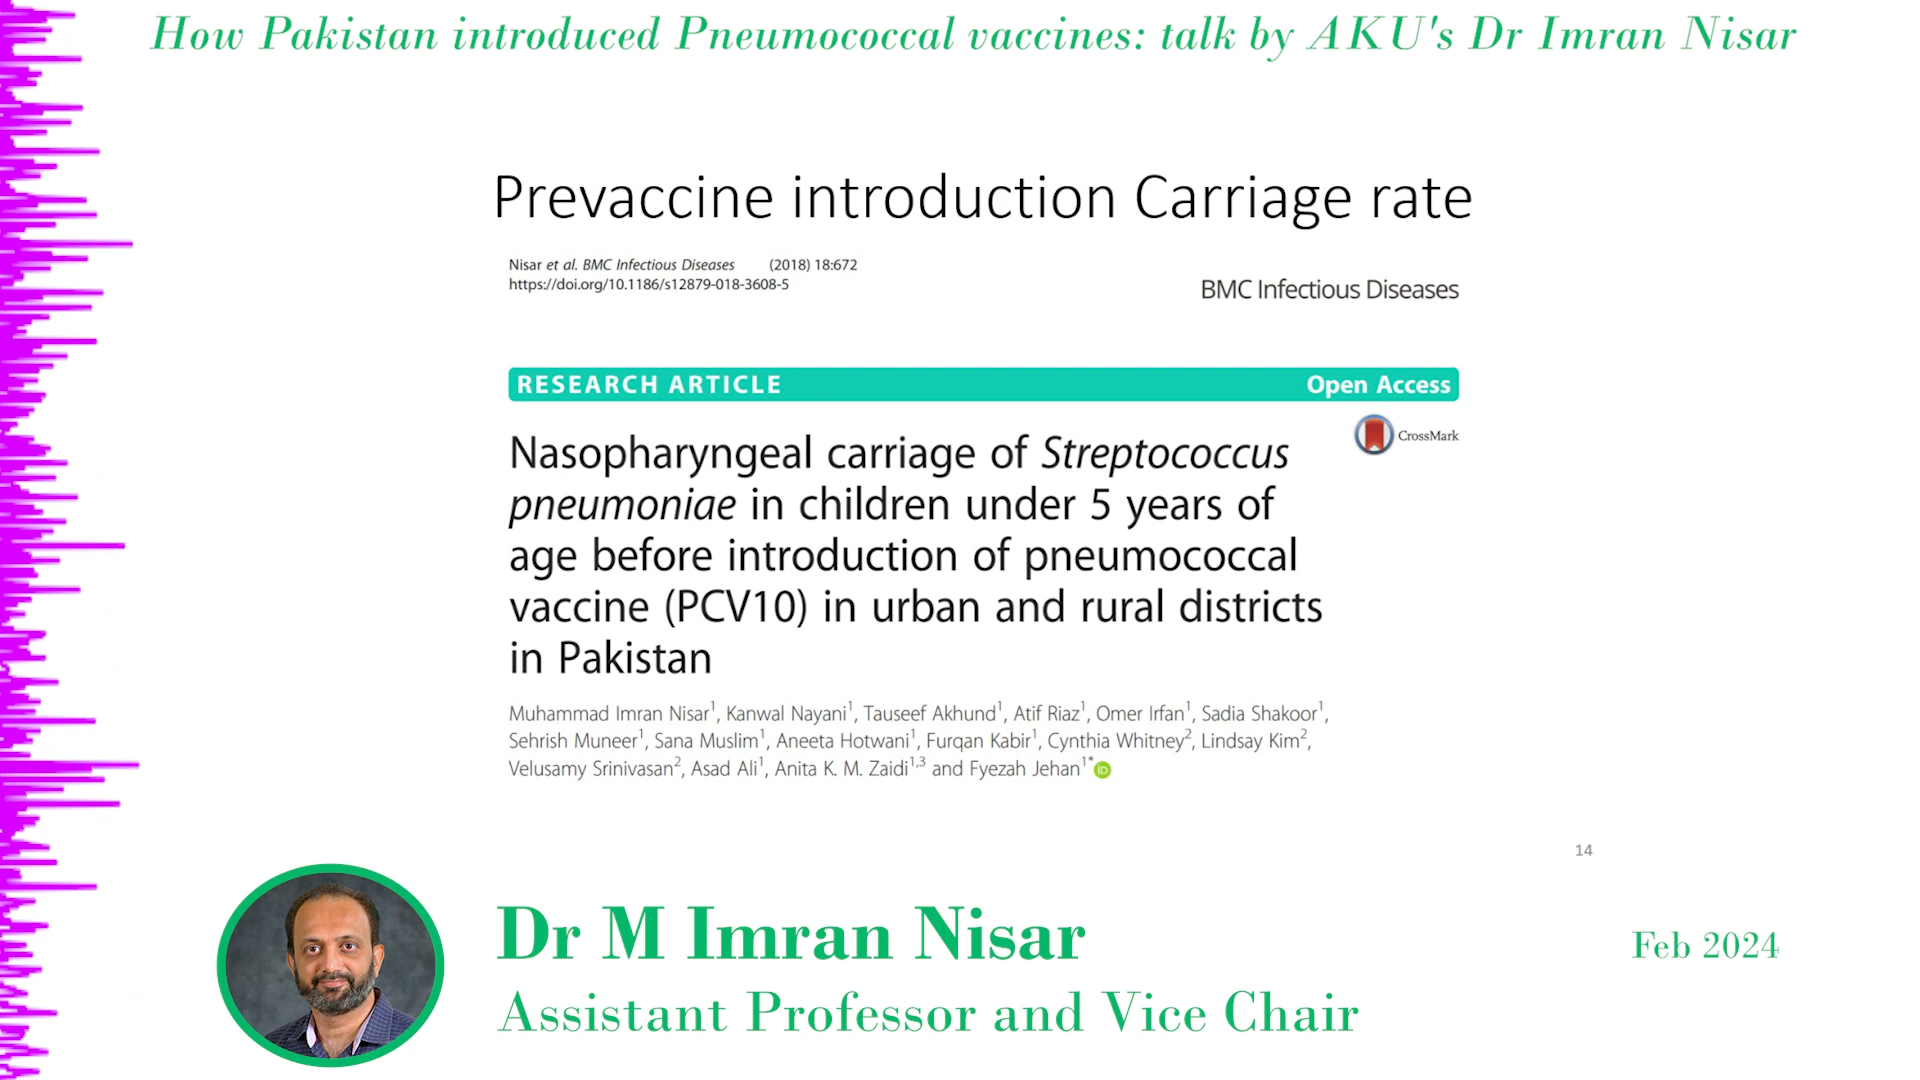 How Pakistan introduced Pneumococcal vaccines: talk by AKU's Dr Imran Nisar
Prevaccine introduction Carriage rate
Nisar et al. BMC Infectious Diseases (2018) 18:672
https://doi.org/10.1186/s12879-018-3608-5
BMC Infectious Diseases
RESEARCH ARTICLE Open Access
CrossMark
Nasopharyngeal carriage of Streptococcus
pneumoniae in children under 5 years of
age before introduction of pneumococcal
vaccine (PCV10) in urban and rural districts
in Pakistan
Muhammad Imran Nisar1, Kanwal Nayani1, Tauseef Akhund1, Atif Riaz1, Omer Irfan1, Sadia Shakoor1,
Sehrish Muneer1, Sana Muslim1, Aneeta Hotwani1, Furqan Kabir1, Cynthia Whitney2, Lindsay Kim2,
Velusamy Srinivasan2, Asad Ali1, Anita K. M. Zaidi1,3 and Fyezah Jehan1* iD
14
Dr M Imran Nisar
Assistant Professor and Vice Chair
Feb 2024